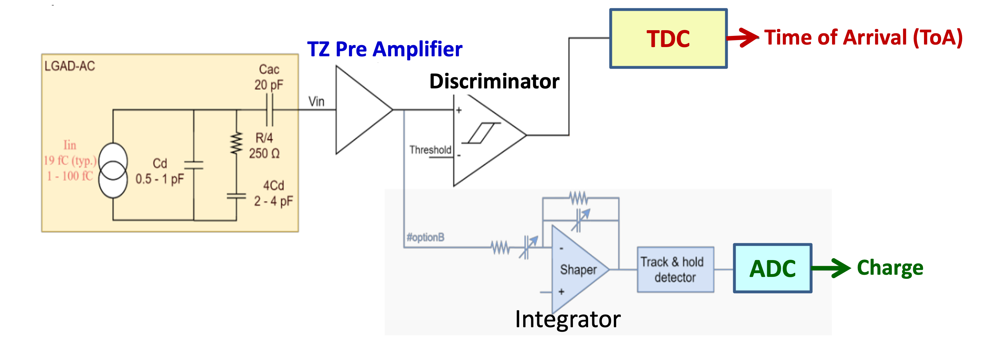 LGAD-AC
Cac
20 pF
R/4
250 Ω
Iin
19 fC (typ.)
1 - 100 fC
Cd
0.5 - 1 pF
4Cd
2 - 4 pF
TZ Pre Amplifier
Vin
Discriminator
+
Threshold
-
TDC
Time of Arrival (ToA)
#optionB
-
Shaper
+
Integrator
Track & hold
detector
ADC
Charge